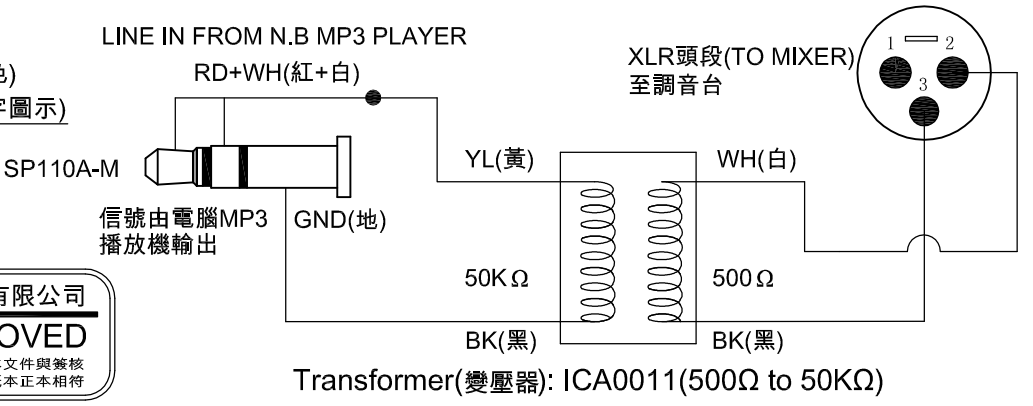 LINE IN FROM N.B MP3 PLAYER
RD+WH(紅+白)
XLR頭段(TO MIXER)
至調音台
1
2
3
色)
字圖示)
SP110A-M
YL(黃)
WH(白)
信號由電腦MP3
播放機輸出
GND(地)
50KΩ
500Ω
BK(黑)
BK(黑)
有限公司
OVED
文件與簽核
本正本相符
Transformer(變壓器): ICA0011(500Ω to 50KΩ)